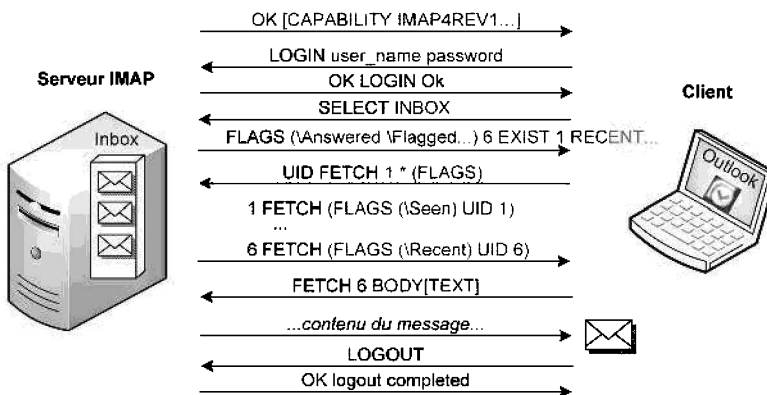 OK [CAPABILITY IMAP4REV1...]
LOGIN user_name password
Serveur IMAP
OK LOGIN Ok
Client
SELECT INBOX
Inbox
FLAGS (\Answered \Flagged...) 6 EXIST 1 RECENT...
Outlook
UID FETCH 1 * (FLAGS)
1 FETCH (FLAGS (\Seen) UID 1)
...
6 FETCH (FLAGS (\Recent) UID 6)
FETCH 6 BODY[TEXT]
...contenu du message...
LOGOUT
OK logout completed